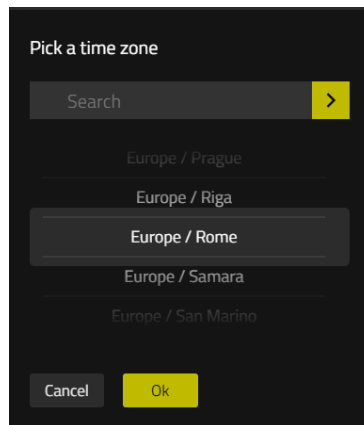 Pick a time zone
Search
Europe / Prague
Europe / Riga
Europe / Rome
Europe / Samara
Europe / San Marino
Cancel
Ok